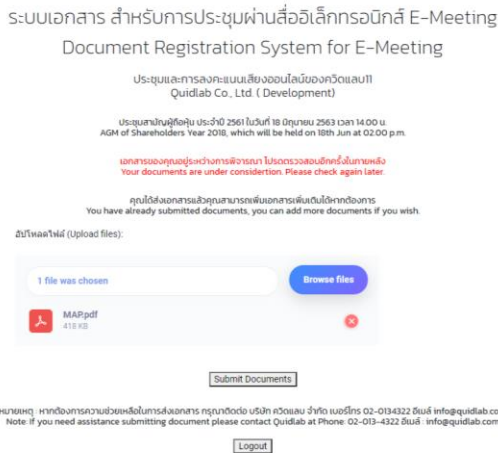 ระบบเอกสาร สำหรับการประชุมผ่านสื่ออิเล็กทรอนิกส์ E-Meeting
Document Registration System for E-Meeting
ประชุมและการลงคะแนนเสียงออนไลน์ของควิดแลบ11
Quidlab Co., Ltd. ( Development)
ประชุมสามัญผู้ถือหุ้น ประจำปี 2561 ในวันที่ 18 มิถุนายน 2563 เวลา 14.00 น.
AGM of Shareholders Year 2018, which will be held on 18th Jun at 02.00 p.m.
เอกสารของคุณอยู่ระหว่างการพิจารณา โปรดตรวจสอบอีกครั้งในภายหลัง
Your documents are under considertion. Please check again later.
คุณได้ส่งเอกสารแล้วคุณสามารถเพิ่มเอกสารเพิ่มเติมได้หากต้องการ
You have already submitted documents, you can add more documents if you wish.
อัปโหลดไฟล์ (Upload files):
1 file was chosen
Browse files
MAP.pdf
418 KB
Submit Documents
หมายเหตุ : หากต้องการความช่วยเหลือในการส่งเอกสาร กรุณาติดต่อ บริษัท ควิดแลบ จำกัด เบอร์โทร 02-0134322 อีเมล์ info@quidlab.co
Note: If you need assistance submitting document please contact Quidlab at Phone: 02-013-4322 อีเมล์ : info@quidlab.com
Logout